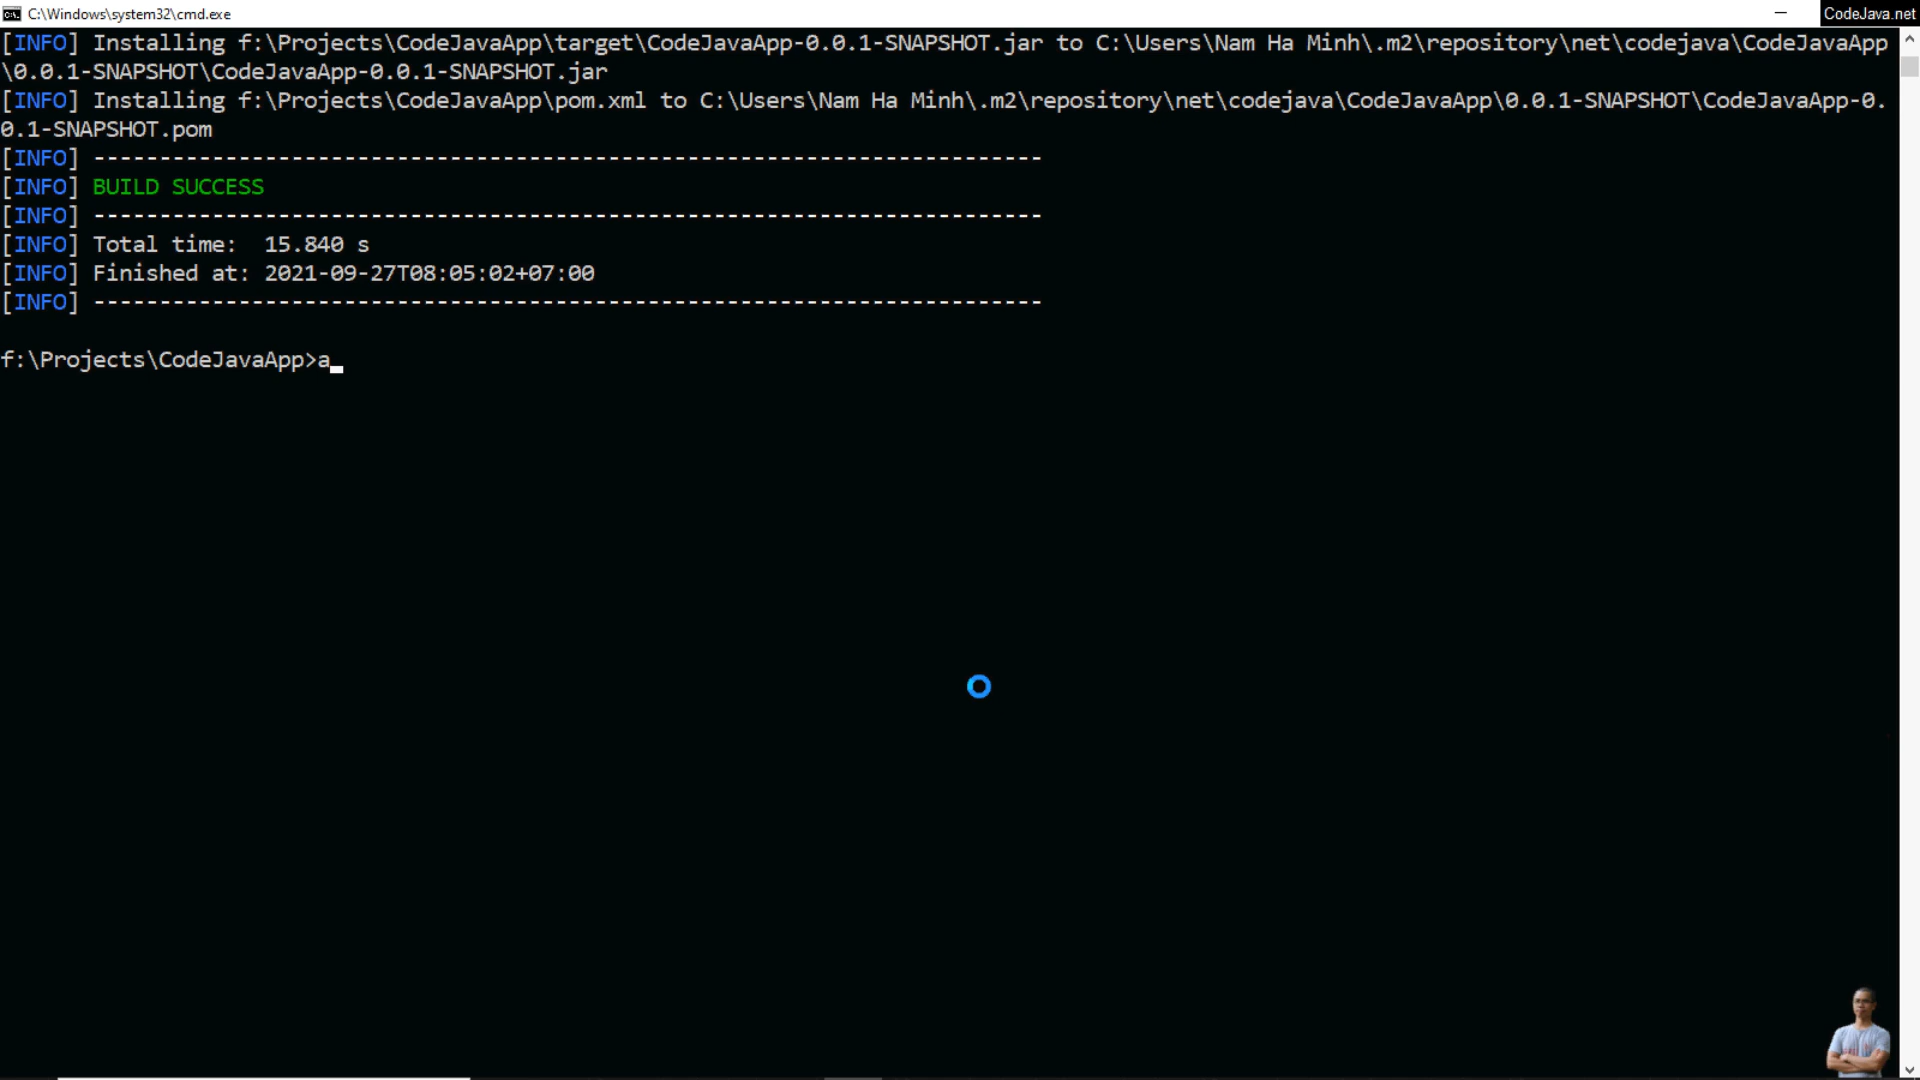 C:\Windows\system32\cmd.exe
CodeJava.net
[INFO] Installing f:\Projects\CodeJavaApp\target\CodeJavaApp-0.0.1-SNAPSHOT.jar to C:\Users\Nam Ha Minh\.m2\repository\net\codejava\CodeJavaApp
\0.0.1-SNAPSHOT\CodeJavaApp-0.0.1-SNAPSHOT.jar
[INFO] Installing f:\Projects\CodeJavaApp\pom.xml to C:\Users\Nam Ha Minh\.m2\repository\net\codejava\CodeJavaApp\0.0.1-SNAPSHOT\CodeJavaApp-0.
0.1-SNAPSHOT.pom
[INFO] ------------------------------------------------------------------------
[INFO] BUILD SUCCESS
[INFO] ------------------------------------------------------------------------
[INFO] Total time:  15.840 s
[INFO] Finished at: 2021-09-27T08:05:02+07:00
[INFO] ------------------------------------------------------------------------
f:\Projects\CodeJavaApp>a